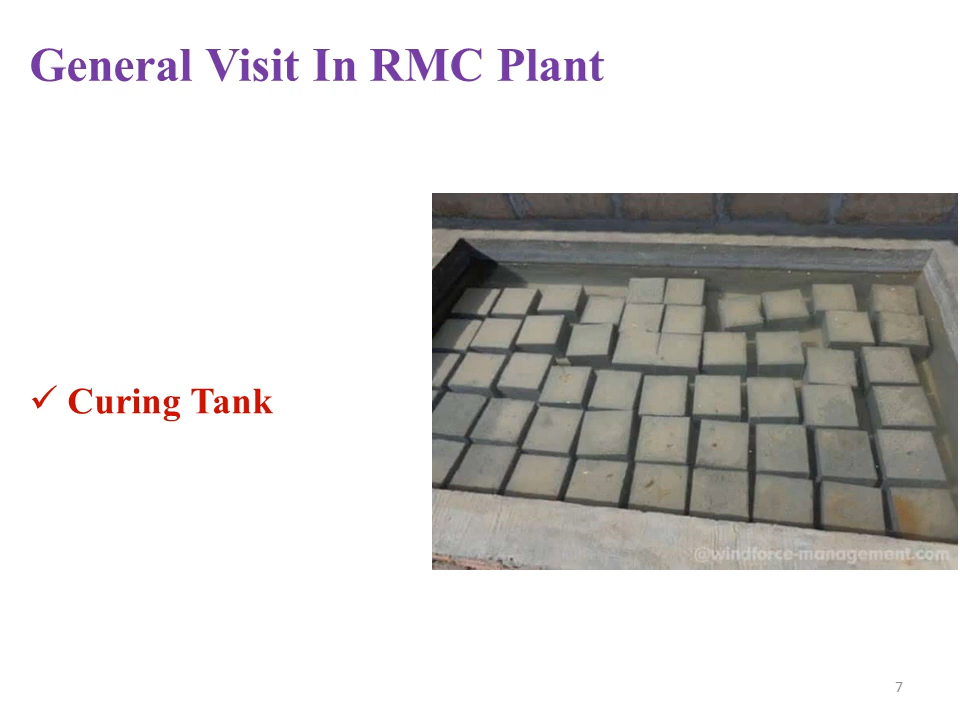 General Visit In RMC Plant
✓ Curing Tank
@windforce-management.com
7